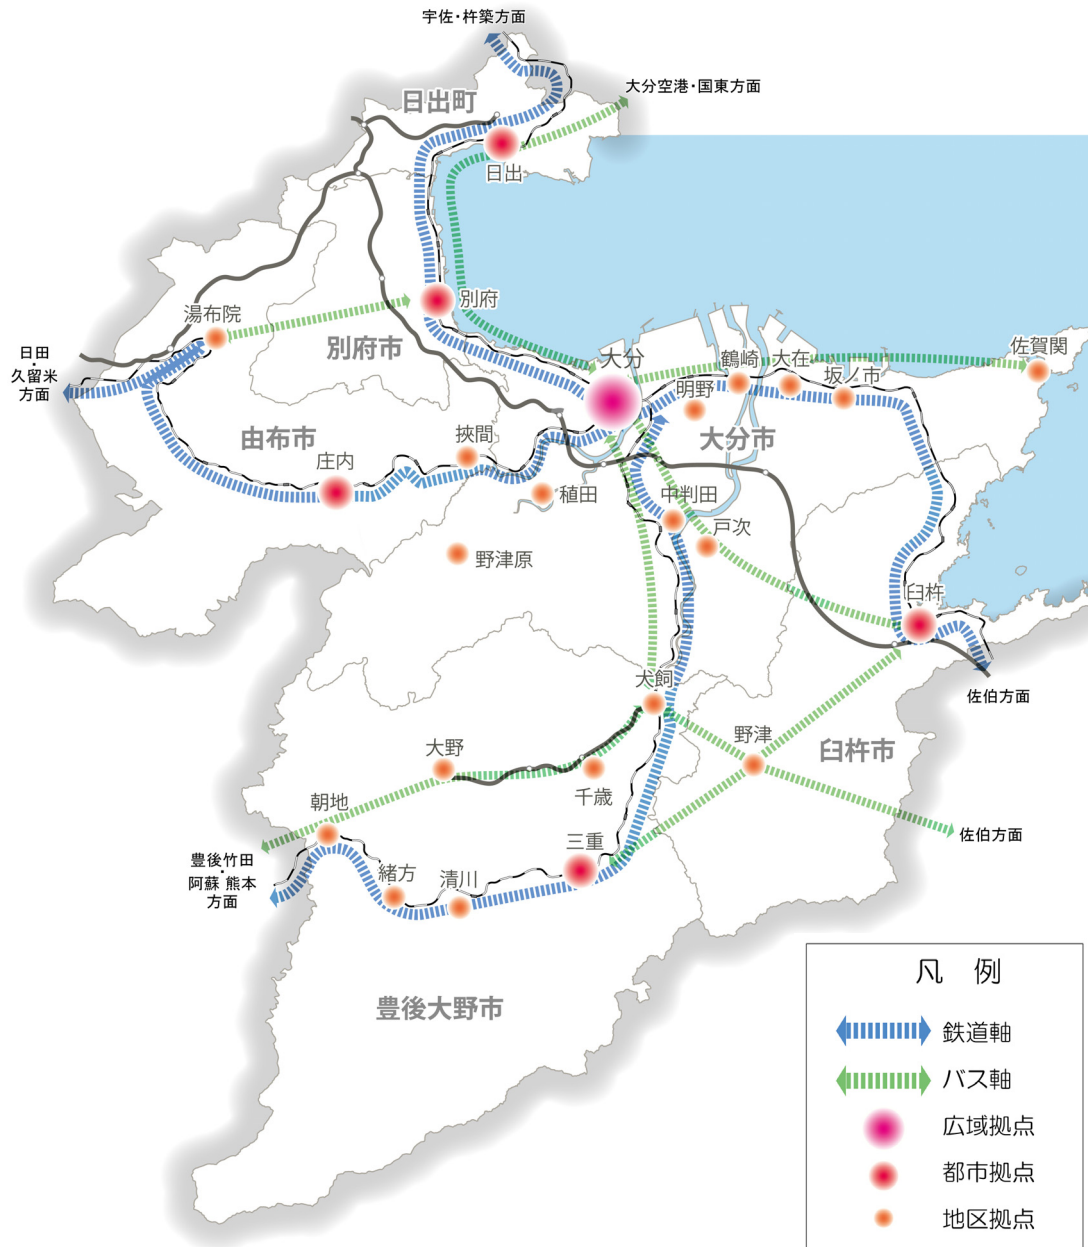 宇佐・杵築方面
大分空港・国東方面
日出町
日出
湯布院
別府
別府市
日田
・
久留米
方面
大分
鶴崎
大在
坂ノ市
佐賀関
明野
大分市
由布市
挾間
庄内
稙田
中判田
戸次
野津原
臼杵
佐伯方面
犬飼
野津
臼杵市
大野
千歳
朝地
佐伯方面
豊後竹田
・
阿蘇・熊本
方面
三重
緒方
清川
豊後大野市
凡 例
鉄道軸
バス軸
広域拠点
都市拠点
地区拠点